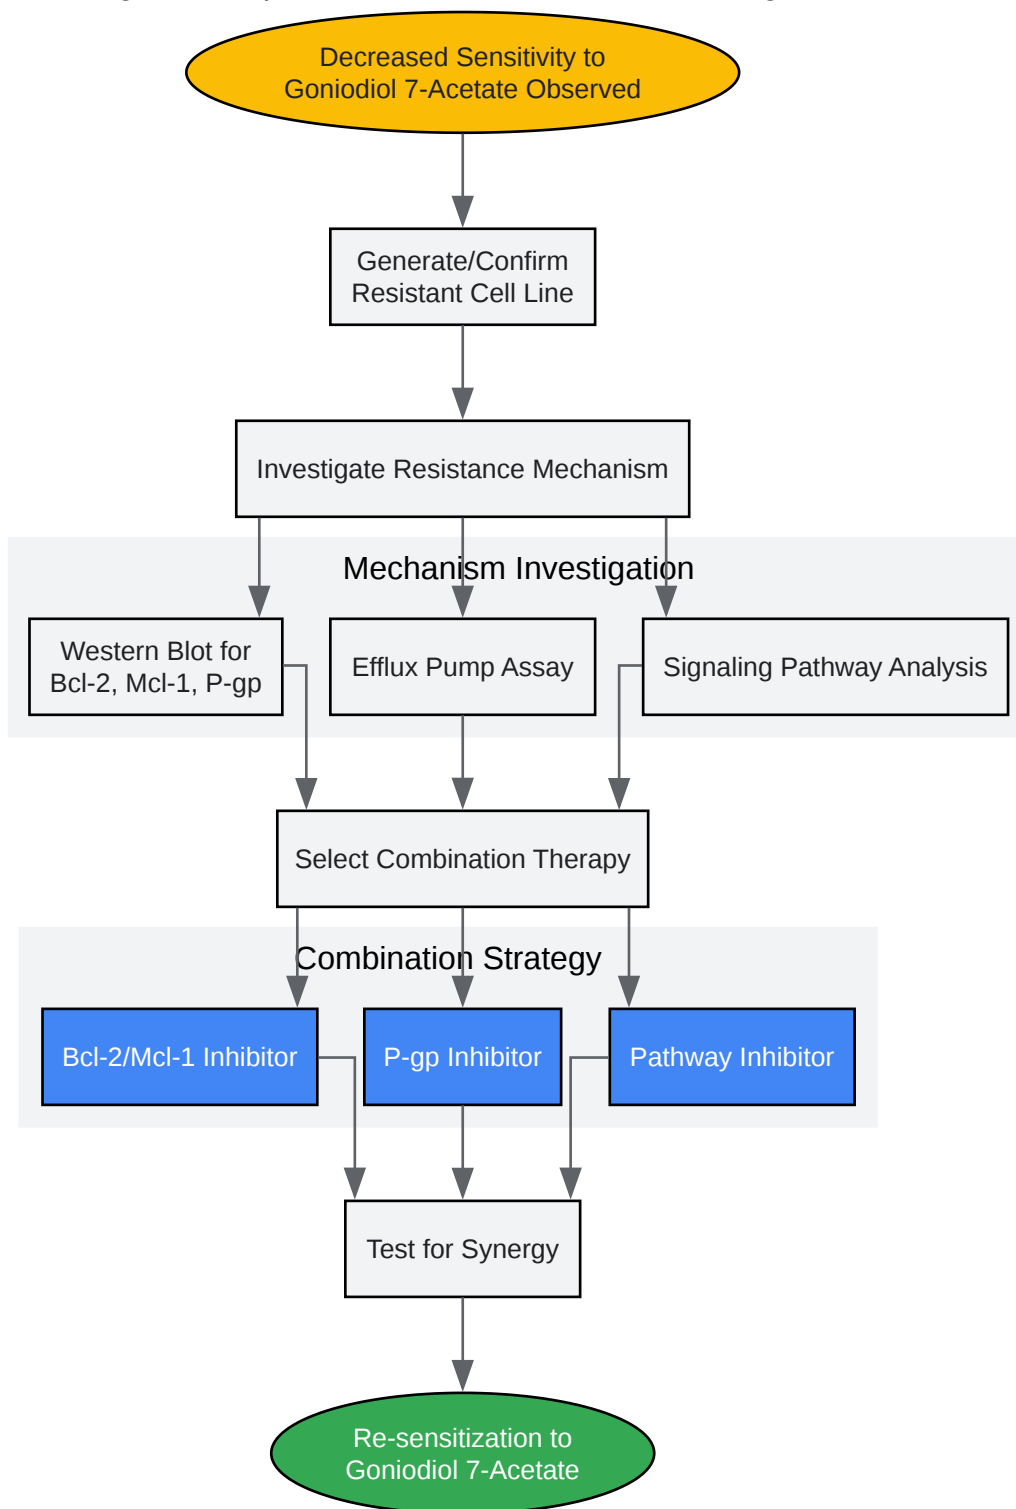 Decreased Sensitivity to
Goniodiol 7-Acetate Observed
Generate/Confirm
Resistant Cell Line
Investigate Resistance Mechanism
Mechanism Investigation
Western Blot for
Bcl-2, Mcl-1, P-gp
Efflux Pump Assay
Signaling Pathway Analysis
Select Combination Therapy
Combination Strategy
Bcl-2/Mcl-1 Inhibitor
P-gp Inhibitor
Pathway Inhibitor
Test for Synergy
Re-sensitization to
Goniodiol 7-Acetate